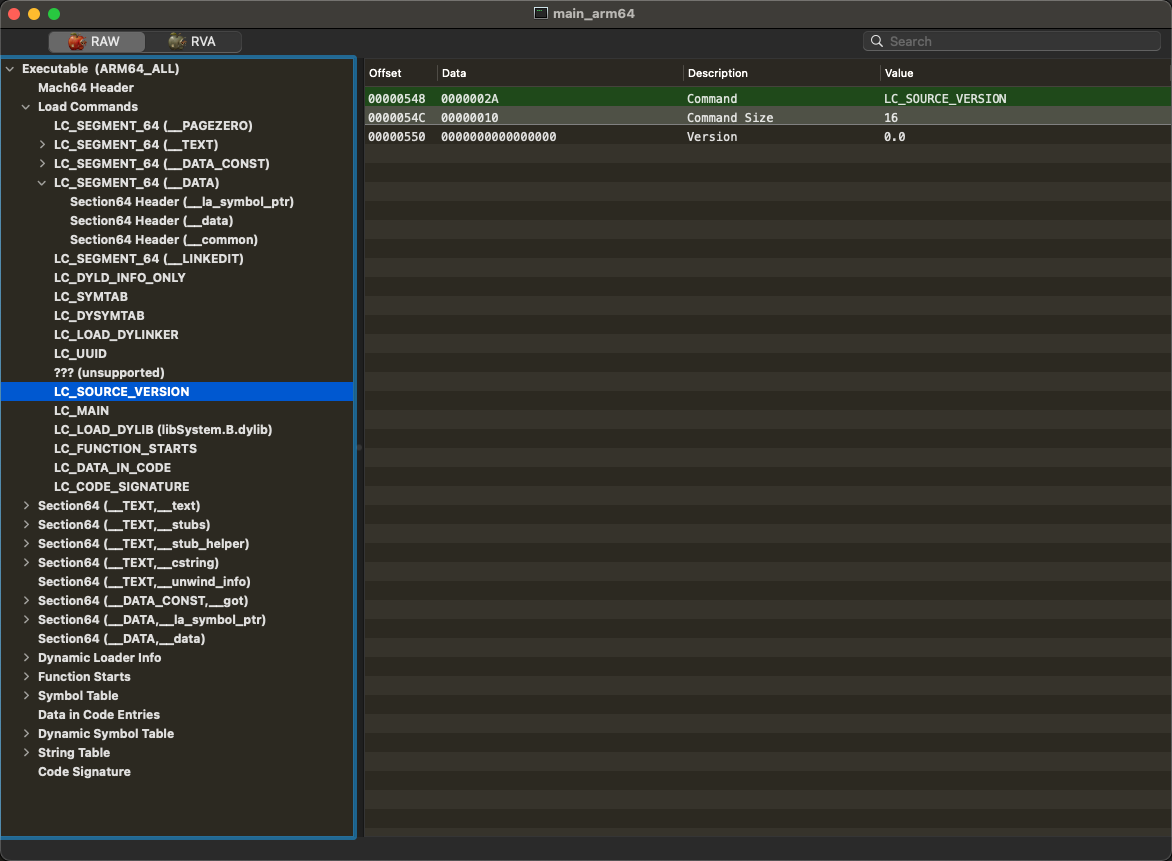 main_arm64
RAW RVA Search
Executable (ARM64_ALL)
Mach64 Header
Load Commands
LC_SEGMENT_64 (__PAGEZERO)
LC_SEGMENT_64 (__TEXT)
LC_SEGMENT_64 (__DATA_CONST)
LC_SEGMENT_64 (__DATA)
Section64 Header (__la_symbol_ptr)
Section64 Header (__data)
Section64 Header (__common)
LC_SEGMENT_64 (__LINKEDIT)
LC_DYLD_INFO_ONLY
LC_SYMTAB
LC_DYSYMTAB
LC_LOAD_DYLINKER
LC_UUID
??? (unsupported)
LC_SOURCE_VERSION
LC_MAIN
LC_LOAD_DYLIB (libSystem.B.dylib)
LC_FUNCTION_STARTS
LC_DATA_IN_CODE
LC_CODE_SIGNATURE
Section64 (__TEXT,__text)
Section64 (__TEXT,__stubs)
Section64 (__TEXT,__stub_helper)
Section64 (__TEXT,__cstring)
Section64 (__TEXT,__unwind_info)
Section64 (__DATA_CONST,__got)
Section64 (__DATA,__la_symbol_ptr)
Section64 (__DATA,__data)
Dynamic Loader Info
Function Starts
Symbol Table
Data in Code Entries
Dynamic Symbol Table
String Table
Code Signature
Offset Data Description Value
00000548 0000002A Command LC_SOURCE_VERSION
0000054C 00000010 Command Size 16
00000550 0000000000000000 Version 0.0